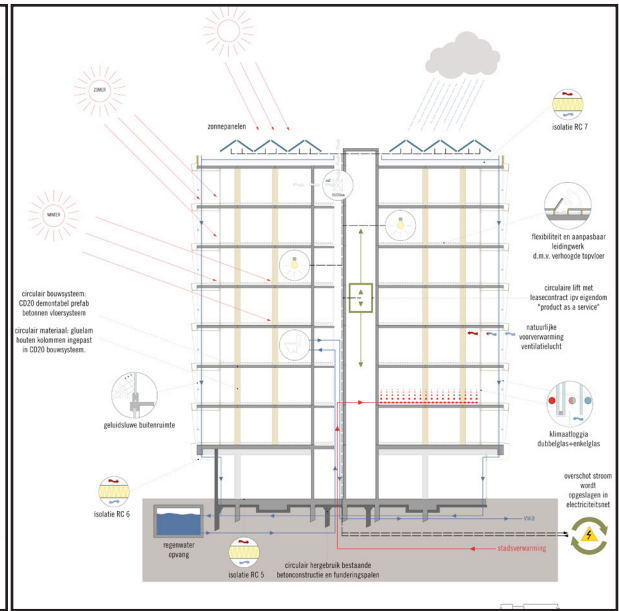 ZOMER
zonnepanelen
isolatie RC 7
WINTER
flexibiliteit en aanpasbaar
leidingwerk
d.m.v. verhoogde topvloer
circulair bouwsysteem:
CD20 demontabel prefab
betonnen vloersysteem
circulaire lift met
leasecontract ipv eigendom
"product as a service"
circulair materiaal: gluelam
houten kolommen ingepast
in CD20 bouwsysteem.
natuurlijke
voorverwarming
ventilatielucht
geluidsluwe buitenruimte
klimaatloggia
dubbelglas+enkelglas
isolatie RC 6
overschot stroom
wordt
opgeslagen in
electriciteitsnet
regenwater
opvang
isolatie RC 5
vwa
stadsverwarming
circulair hergebruik bestaande
betonconstructie en funderingspalen